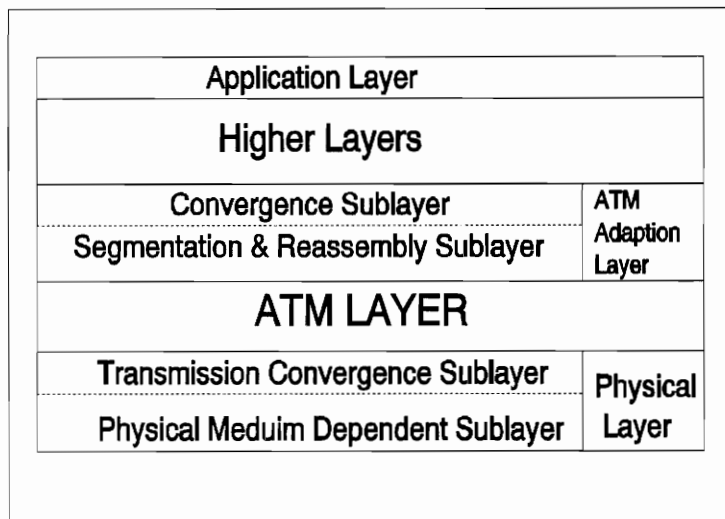 Application Layer
Higher Layers
Convergence Sublayer
Segmentation & Reassembly Sublayer
ATM
Adaption
Layer
ATM LAYER
Transmission Convergence Sublayer
Physical Meduim Dependent Sublayer
Physical
Layer